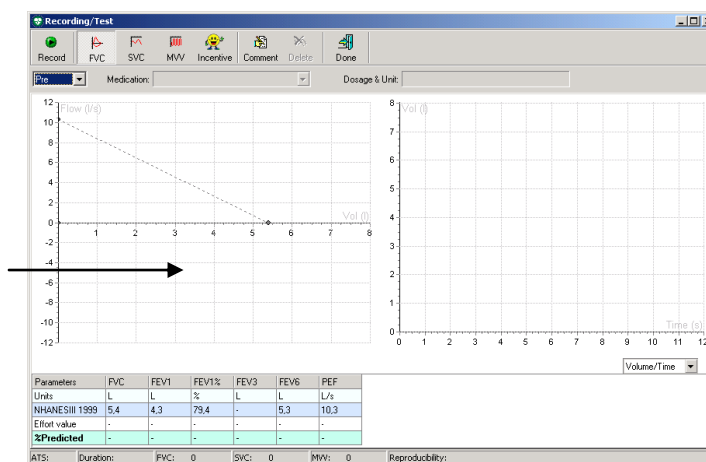 Recording/Test
Record FVC SVC MVV Incentive Comment Delete Done
Pre Medication: Dosage & Unit:
12 Flow (l/s)
10
8
6
4
2
0
1 2 3 4 5 6 7 8
Vol (l)
-2
-4
-6
-8
-10
-12
8 Vol (l)
7
6
5
4
3
2
1
0
Time (s)
0 1 2 3 4 5 6 7 8 9 10 11 12
Volume/Time
Parameters FVC FEV1 FEV1% FEV3 FEV6 PEF
Units L L % L L L/s
NHANESIII 1999 5,4 4,3 79,4 - 5,3 10,3
Effort value - - - - - -
%Predicted - - - - - -
ATS: Duration: FVC: 0 SVC: 0 MVV: 0 Reproducibility: